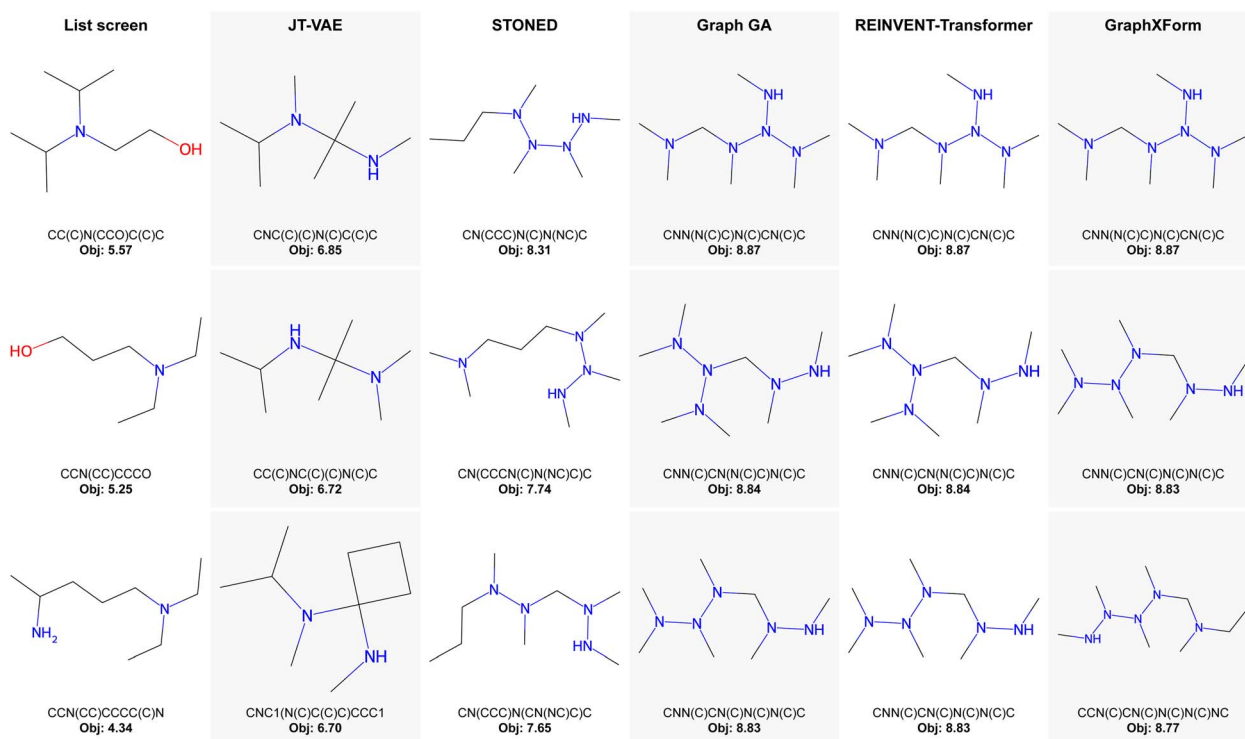 List screen
JT-VAE
STONED
Graph GA
REINVENT-Transformer
GraphXForm
N
OH
CC(C)N(CCO)C(C)C
Obj: 5.57
N
N
H
CNC(C)(C)N(C)C(C)C
Obj: 6.85
N
HN
N
N
CN(CCC)N(C)N(NC)C
Obj: 8.31
NH
N
N
N
N
CNN(N(C)C)N(C)CN(C)C
Obj: 8.87
NH
N
N
N
N
CNN(N(C)C)N(C)CN(C)C
Obj: 8.87
NH
N
N
N
N
CNN(N(C)C)N(C)CN(C)C
Obj: 8.87
HO
N
CCN(CC)CCCO
Obj: 5.25
H
N
N
CC(C)NC(C)(C)N(C)C
Obj: 6.72
N
N
N
HN
CN(CCCN(C)N(NC)C)C
Obj: 7.74
N
N
NH
N
N
CNN(C)CN(N(C)C)N(C)C
Obj: 8.84
N
N
NH
N
N
CNN(C)CN(N(C)C)N(C)C
Obj: 8.84
N
N
N
N
NH
CNN(C)CN(C)N(C)N(C)C
Obj: 8.83
N
NH2
CCN(CC)CCCC(C)N
Obj: 4.34
N
NH
CNC1(N(C)C(C)C)CCC1
Obj: 6.70
N
N
N
HN
CN(CCC)N(CN(NC)C)C
Obj: 7.65
N
N
N
N
NH
CNN(C)CN(C)N(C)N(C)C
Obj: 8.83
N
N
N
N
NH
CNN(C)CN(C)N(C)N(C)C
Obj: 8.83
N
N
N
N
NH
CCN(C)CN(C)N(C)N(C)NC
Obj: 8.77